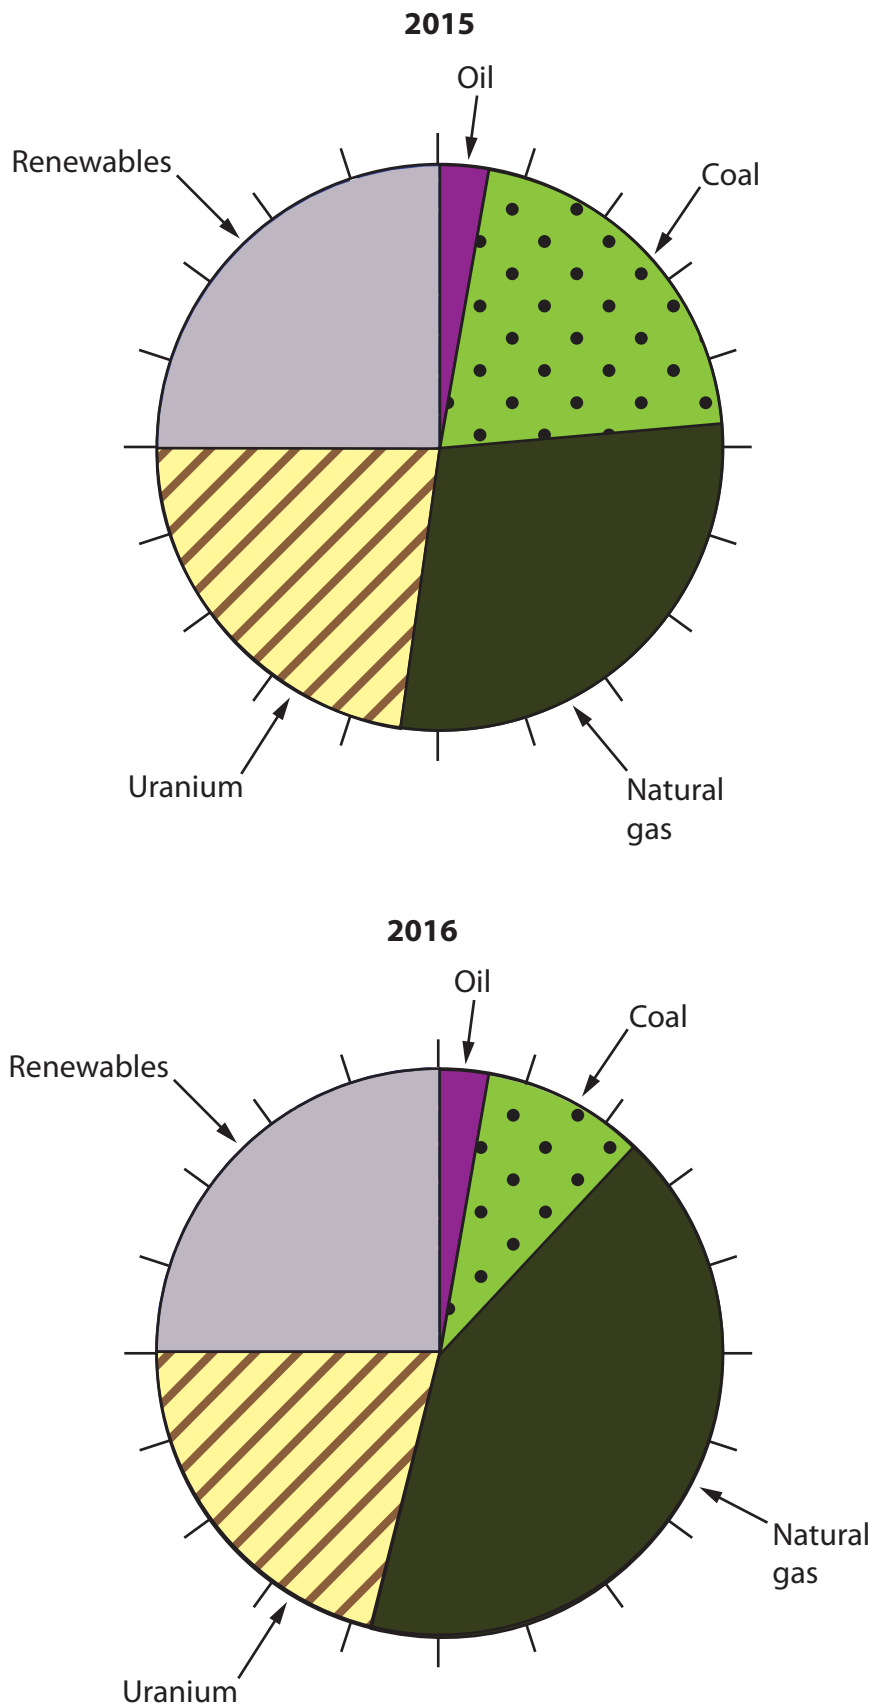 2015
Oil
Renewables
Coal
Uranium
Natural
gas
2016
Oil
Coal
Renewables
Natural
gas
Uranium